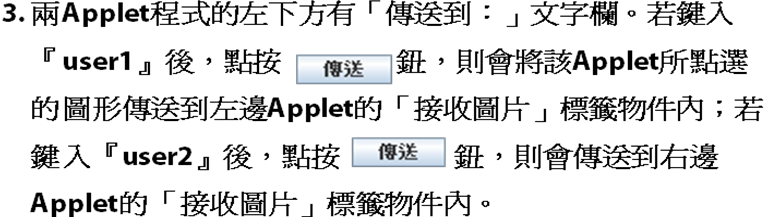 3. 兩Applet程式的左下方有「傳送到：」文字欄。若鍵入
『user1』後，點按 傳送 鈕，則會將該Applet所點選
的圖形傳送到左邊Applet的「接收圖片」標籤物件內；若
鍵入『user2』後，點按 傳送 鈕，則會傳送到右邊
Applet的「接收圖片」標籤物件內。